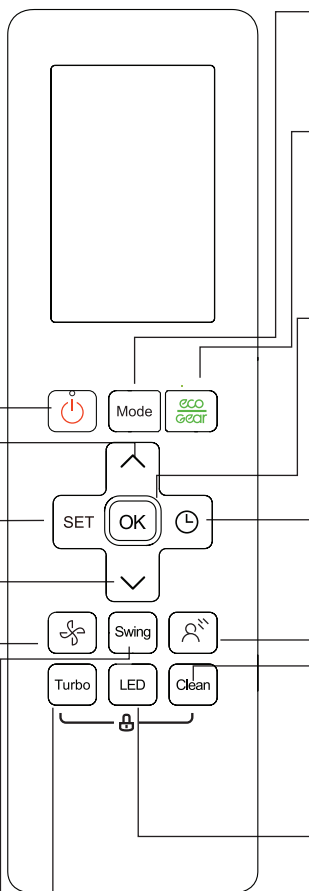 Mode
eco
Gear
SET
OK
Swing
Turbo
LED
Clean